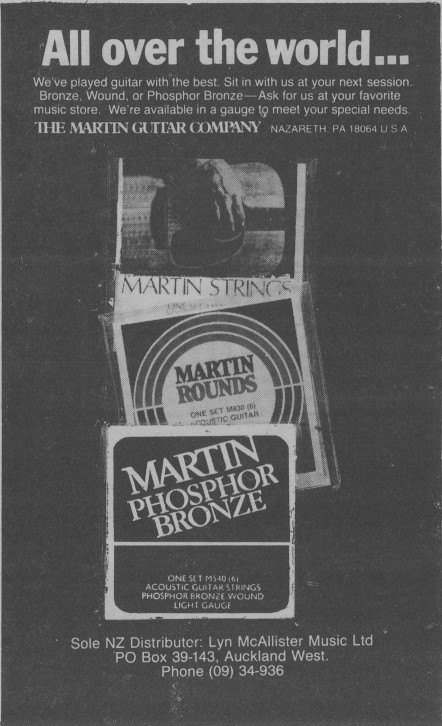 All over the world...
We've played guitar with the best. Sit in with us at your next session.
Bronze, Wound, or Phosphor Bronze—Ask for us at your favorite
music store. We're available in a gauge to meet your special needs.
THE MARTIN GUITAR COMPANY NAZARETH, PA 18064 U S A
MARTIN STRINGS
ONE SET
MARTIN
ROUNDS
ONE SET M830 (6)
ACOUSTIC GUITAR
MARTIN
PHOSPHOR
BRONZE
ONE SET M540 (6)
ACOUSTIC GUITAR STRINGS
PHOSPHOR BRONZE WOUND
LIGHT GAUGE
Sole NZ Distributor: Lyn McAllister Music Ltd
PO Box 39-143, Auckland West.
Phone (09) 34-936